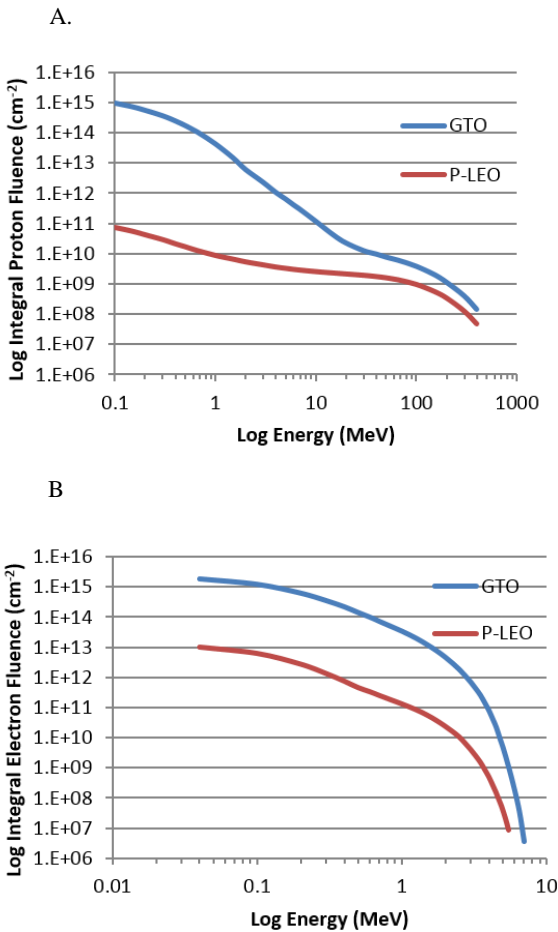 A.
Log Integral Proton Fluence (cm-2)
1.E+16
1.E+15
1.E+14
1.E+13
1.E+12
1.E+11
1.E+10
1.E+09
1.E+08
1.E+07
1.E+06
GTO
P-LEO
0.1 1 10 100 1000
Log Energy (MeV)
B
Log Integral Electron Fluence (cm-2)
1.E+16
1.E+15
1.E+14
1.E+13
1.E+12
1.E+11
1.E+10
1.E+09
1.E+08
1.E+07
1.E+06
GTO
P-LEO
0.01 0.1 1 10
Log Energy (MeV)